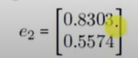 e₂ = [0.8303
0.5574]